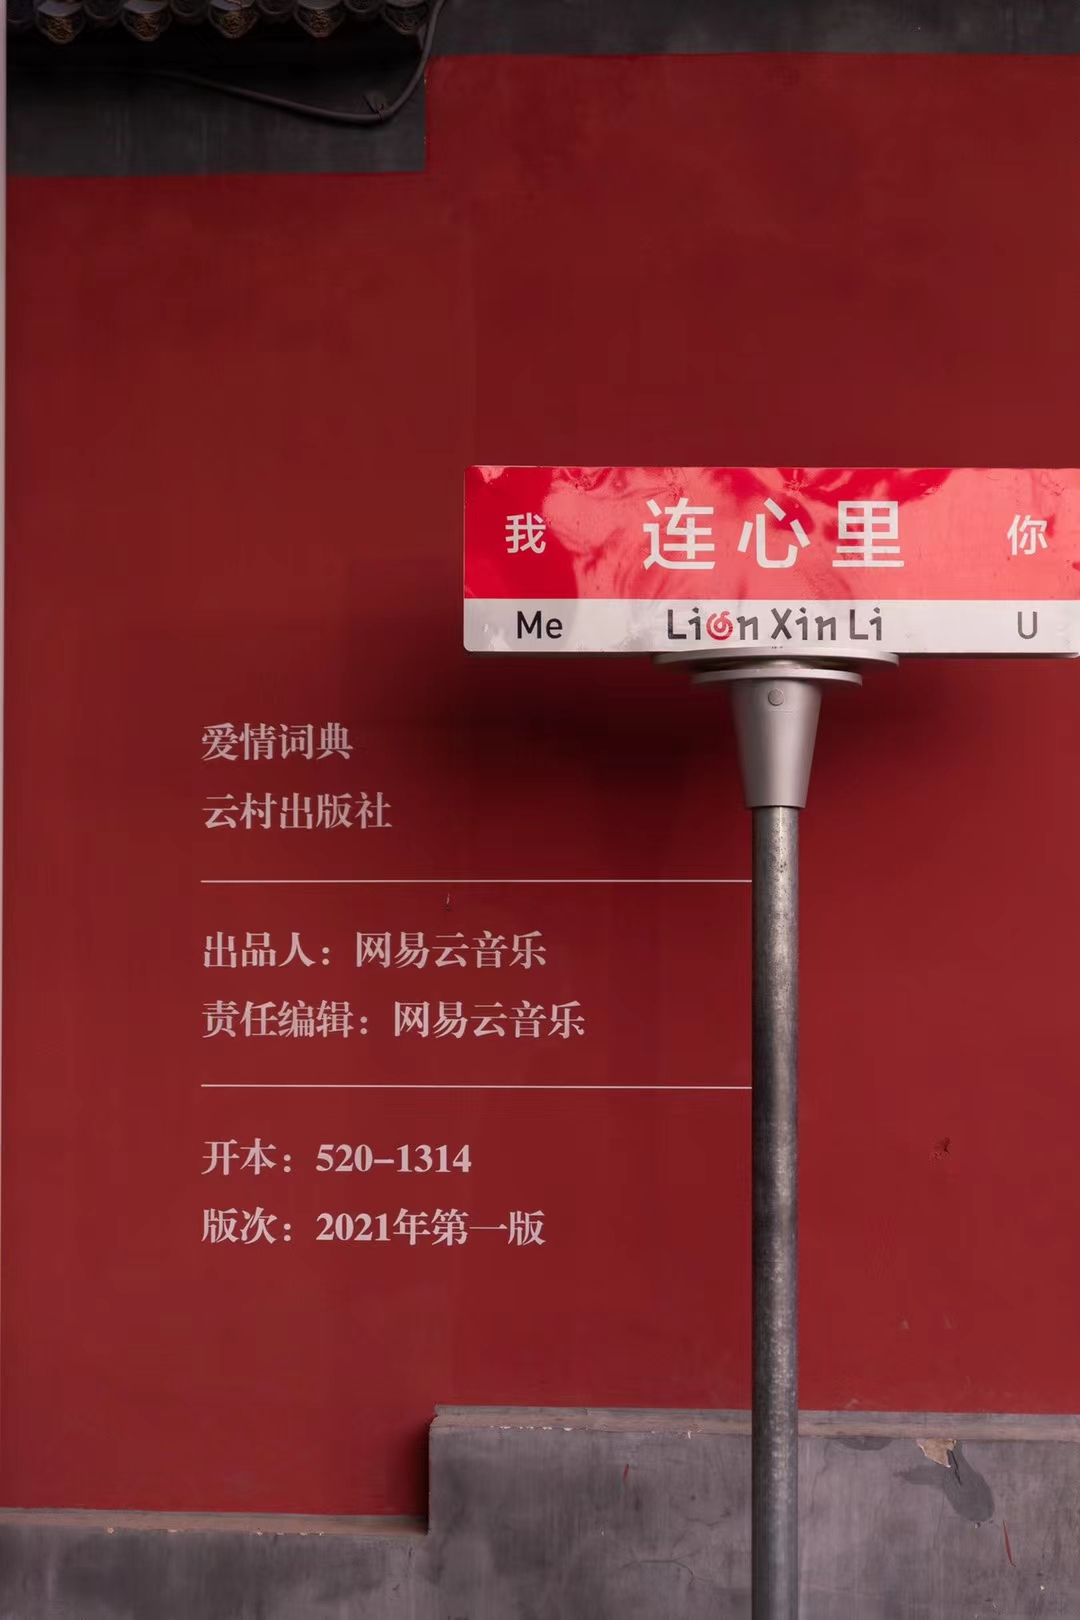 我 连心里 你
Me Lian Xin Li U
爱情词典
云村出版社
出品人：网易云音乐
责任编辑：网易云音乐
开本：520-1314
版次：2021年第一版